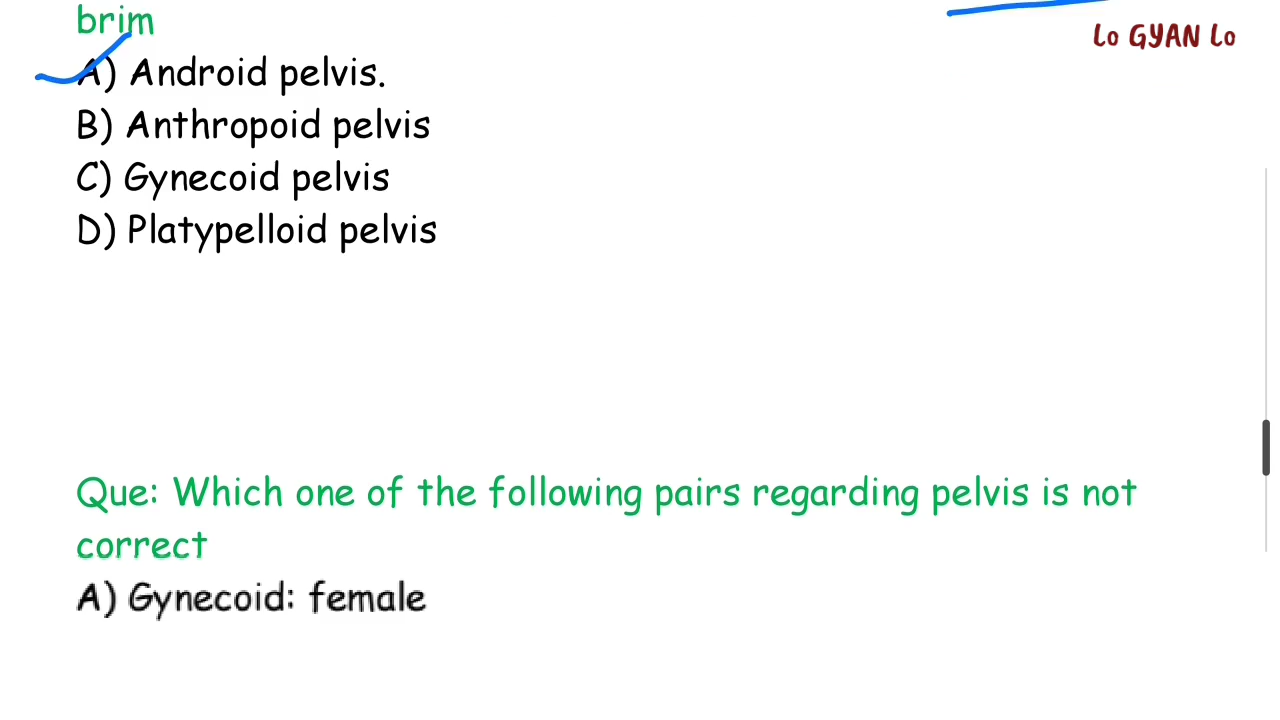 brim
Lo GYAN Lo
A) Android pelvis.
B) Anthropoid pelvis
C) Gynecoid pelvis
D) Platypelloid pelvis
Que: Which one of the following pairs regarding pelvis is not
correct
A) Gynecoid: female